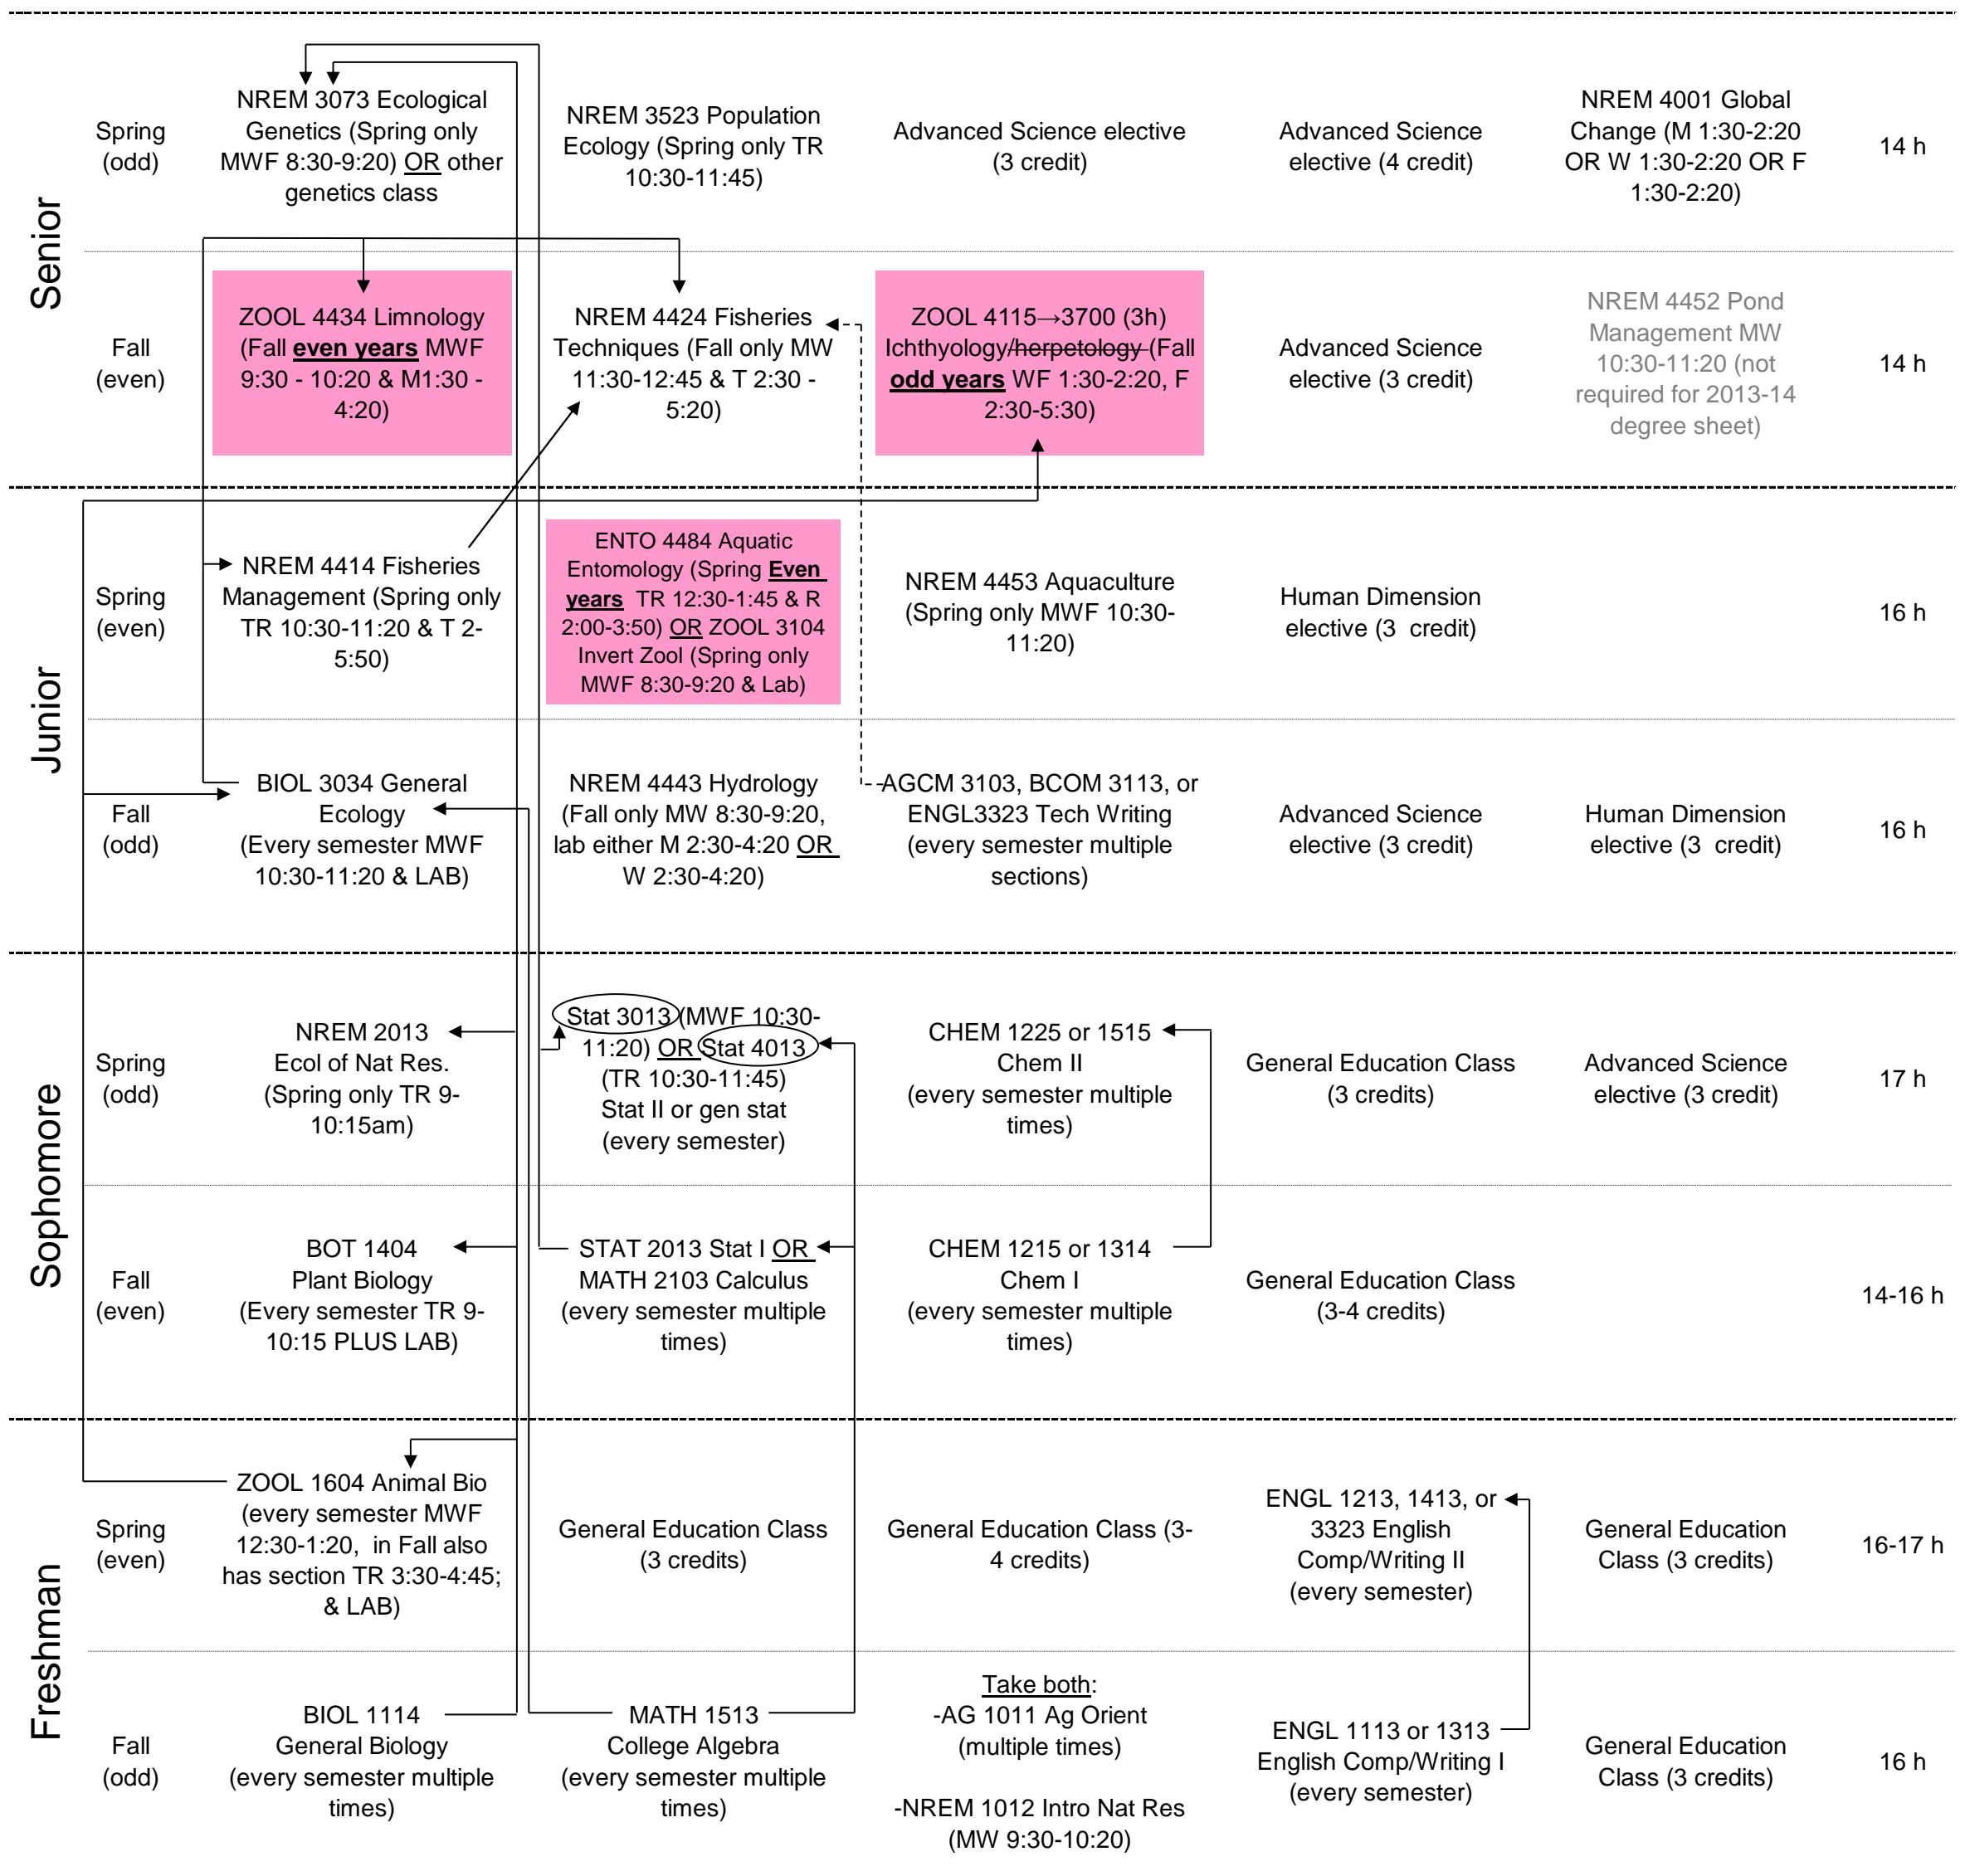 Senior
Spring
(odd)
NREM 3073 Ecological
Genetics (Spring only
MWF 8:30-9:20) OR other
genetics class
NREM 3523 Population
Ecology (Spring only TR
10:30-11:45)
Advanced Science elective
(3 credit)
Advanced Science
elective (4 credit)
NREM 4001 Global
Change (M 1:30-2:20
OR W 1:30-2:20 OR F
1:30-2:20)
14 h
Fall
(even)
ZOOL 4434 Limnology
(Fall even years MWF
9:30 - 10:20 & M1:30 -
4:20)
NREM 4424 Fisheries
Techniques (Fall only MW
11:30-12:45 & T 2:30 -
5:20)
ZOOL 4115→3700 (3h)
Ichthyology/herpetology (Fall
odd years WF 1:30-2:20, F
2:30-5:30)
Advanced Science
elective (3 credit)
NREM 4452 Pond
Management MW
10:30-11:20 (not
required for 2013-14
degree sheet)
14 h
Junior
Spring
(even)
NREM 4414 Fisheries
Management (Spring only
TR 10:30-11:20 & T 2-
5:50)
ENTO 4484 Aquatic
Entomology (Spring Even
years TR 12:30-1:45 & R
2:00-3:50) OR ZOOL 3104
Invert Zool (Spring only
MWF 8:30-9:20 & Lab)
NREM 4453 Aquaculture
(Spring only MWF 10:30-
11:20)
Human Dimension
elective (3 credit)
16 h
Fall
(odd)
BIOL 3034 General
Ecology
(Every semester MWF
10:30-11:20 & LAB)
NREM 4443 Hydrology
(Fall only MW 8:30-9:20,
lab either M 2:30-4:20 OR
W 2:30-4:20)
AGCM 3103, BCOM 3113, or
ENGL3323 Tech Writing
(every semester multiple
sections)
Advanced Science
elective (3 credit)
Human Dimension
elective (3 credit)
16 h
Sophomore
Spring
(odd)
NREM 2013
Ecol of Nat Res.
(Spring only TR 9-
10:15am)
Stat 3013 (MWF 10:30-
11:20) OR Stat 4013
(TR 10:30-11:45)
Stat II or gen stat
(every semester)
CHEM 1225 or 1515
Chem II
(every semester multiple
times)
General Education Class
(3 credits)
Advanced Science
elective (3 credit)
17 h
Fall
(even)
BOT 1404
Plant Biology
(Every semester TR 9-
10:15 PLUS LAB)
STAT 2013 Stat I OR
MATH 2103 Calculus
(every semester multiple
times)
CHEM 1215 or 1314
Chem I
(every semester multiple
times)
General Education Class
(3-4 credits)
14-16 h
Freshman
Spring
(even)
ZOOL 1604 Animal Bio
(every semester MWF
12:30-1:20, in Fall also
has section TR 3:30-4:45;
& LAB)
General Education Class
(3 credits)
General Education Class (3-
4 credits)
ENGL 1213, 1413, or
3323 English
Comp/Writing II
(every semester)
General Education
Class (3 credits)
16-17 h
Fall
(odd)
BIOL 1114
General Biology
(every semester multiple
times)
MATH 1513
College Algebra
(every semester multiple
times)
Take both:
-AG 1011 Ag Orient
(multiple times)
-NREM 1012 Intro Nat Res
(MW 9:30-10:20)
ENGL 1113 or 1313
English Comp/Writing I
(every semester)
General Education
Class (3 credits)
16 h